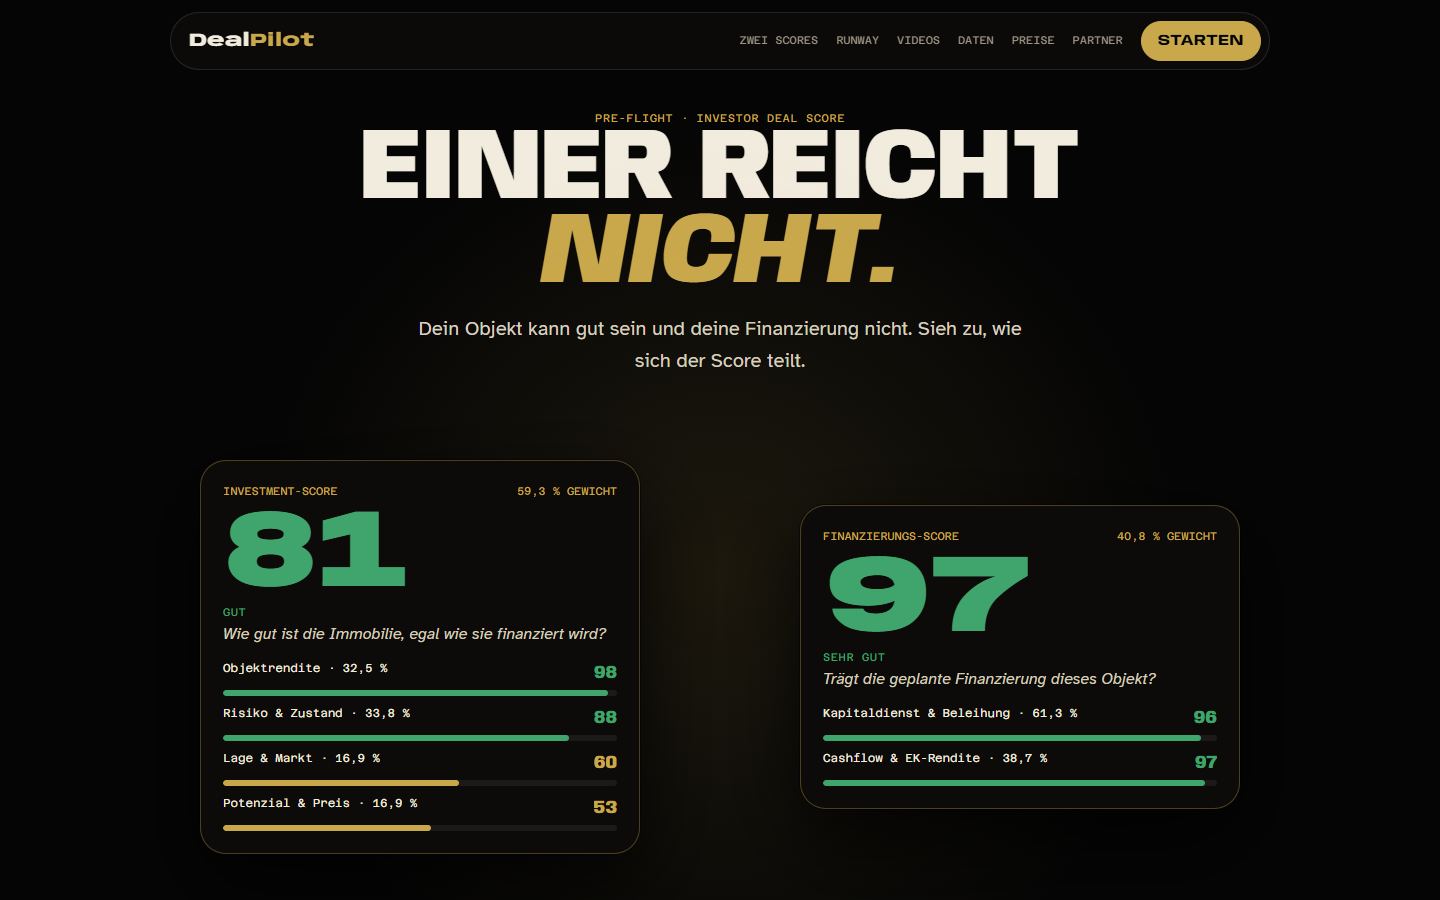 DealPilot
ZWEI SCORES RUNWAY VIDEOS DATEN PREISE PARTNER STARTEN
PRE-FLIGHT · INVESTOR DEAL SCORE
EINER REICHT
NICHT.
Dein Objekt kann gut sein und deine Finanzierung nicht. Sieh zu, wie
sich der Score teilt.
INVESTMENT-SCORE 59,3 % GEWICHT
81
GUT
Wie gut ist die Immobilie, egal wie sie finanziert wird?
Objektrendite · 32,5 % 98
Risiko & Zustand · 33,8 % 88
Lage & Markt · 16,9 % 60
Potenzial & Preis · 16,9 % 53
FINANZIERUNGS-SCORE 40,8 % GEWICHT
97
SEHR GUT
Trägt die geplante Finanzierung dieses Objekt?
Kapitaldienst & Beleihung · 61,3 % 96
Cashflow & EK-Rendite · 38,7 % 97